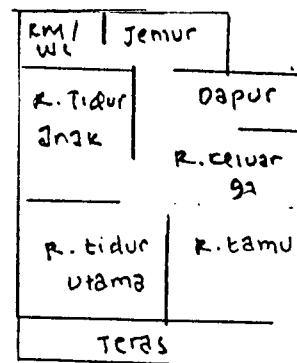 KM/
WC
Jemur
R. Tidur
anak
Dapur
R. keluar
ga
R. tidur
utama
R. tamu
Teras